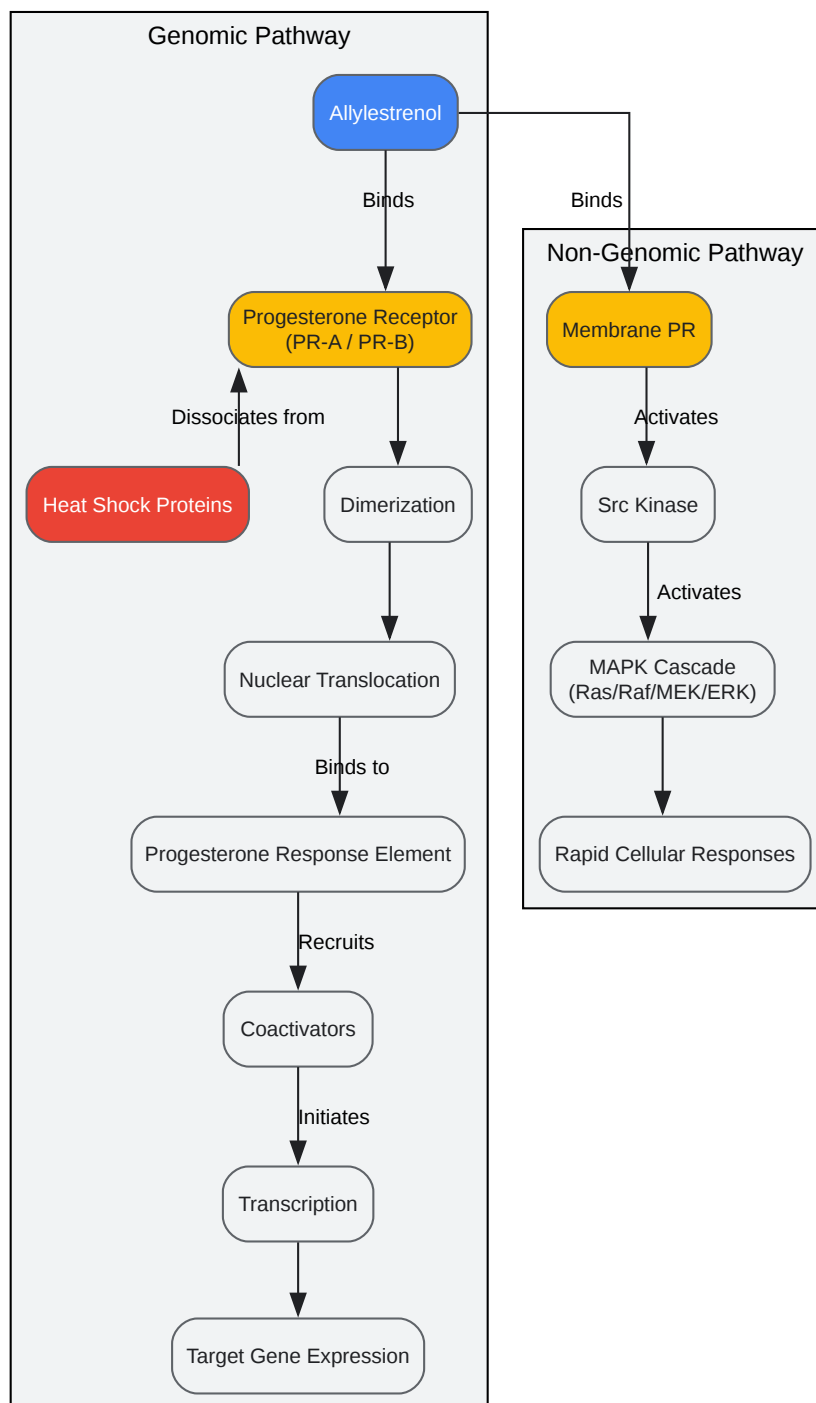 Genomic Pathway
Allylestrenol
Binds
Binds
Non-Genomic Pathway
Progesterone Receptor
(PR-A / PR-B)
Membrane PR
Dissociates from
Activates
Heat Shock Proteins
Dimerization
Src Kinase
Activates
Nuclear Translocation
MAPK Cascade
(Ras/Raf/MEK/ERK)
Binds to
Progesterone Response Element
Rapid Cellular Responses
Recruits
Coactivators
Initiates
Transcription
Target Gene Expression